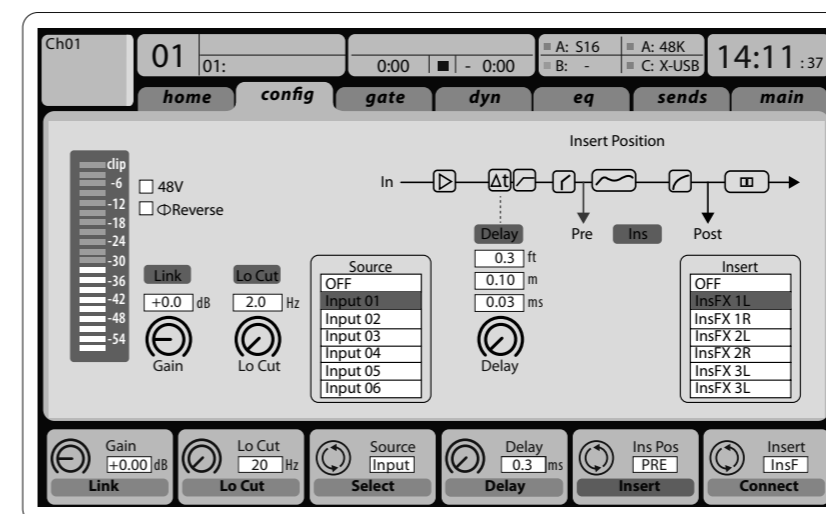 Ch01
01
01:
0:00 - 0:00
A: S16
B: -
A: 48K
C: X-USB
14:11 :37
home config gate dyn eq sends main
Insert Position
clip
-6
-12
-18
-24
-30
-36
-42
-48
-54
48V
ΦReverse
In
Δt
Delay
Pre
Ins
Post
0.3 ft
0.10 m
0.03 ms
Delay
Link
+0.0 dB
Gain
Lo Cut
2.0 Hz
Lo Cut
Source
OFF
Input 01
Input 02
Input 03
Input 04
Input 05
Input 06
Insert
OFF
InsFX 1L
InsFX 1R
InsFX 2L
InsFX 2R
InsFX 3L
InsFX 3L
Gain
+0.00 dB
Link
Lo Cut
20 Hz
Lo Cut
Source
Input
Select
Delay
0.3 ms
Delay
Ins Pos
PRE
Insert
Insert
InsF
Connect